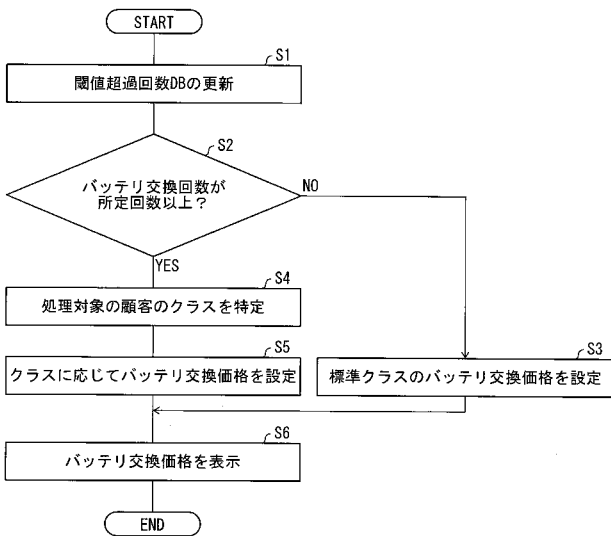 START
S1
閾値超過回数DBの更新
S2
バッテリ交換回数が
所定回数以上?
NO
YES
S4
処理対象の顧客のクラスを特定
S5
クラスに応じてバッテリ交換価格を設定
S3
標準クラスのバッテリ交換価格を設定
S6
バッテリ交換価格を表示
END